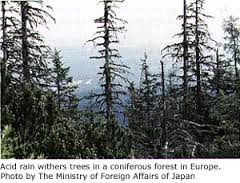 Acid rain withers trees in a coniferous forest in Europe.
Photo by The Ministry of Foreign Affairs of Japan